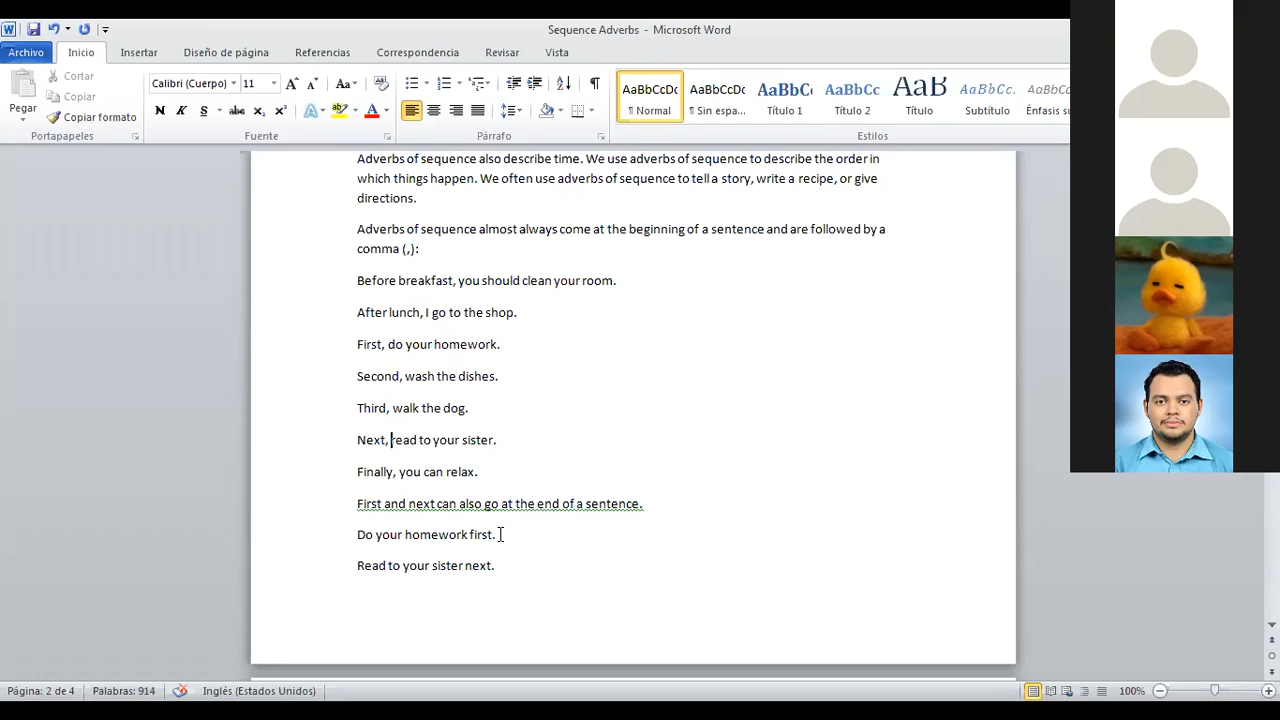 Sequence Adverbs - Microsoft Word
Archivo Inicio Insertar Diseño de página Referencias Correspondencia Revisar Vista
Pegar
Cortar
Copiar
Copiar formato
Portapapeles
Calibri (Cuerpo) 11
Fuente
Párrafo
AaBbCcDc AaBbCcDc AaBbC AaBbCc AaB AaBbCc. AaBbCc
¶ Normal ¶ Sin espa... Título 1 Título 2 Título Subtítulo Énfasis su
Estilos
Adverbs of sequence also describe time. We use adverbs of sequence to describe the order in
which things happen. We often use adverbs of sequence to tell a story, write a recipe, or give
directions.
Adverbs of sequence almost always come at the beginning of a sentence and are followed by a
comma (,):
Before breakfast, you should clean your room.
After lunch, I go to the shop.
First, do your homework.
Second, wash the dishes.
Third, walk the dog.
Next, read to your sister.
Finally, you can relax.
First and next can also go at the end of a sentence.
Do your homework first.
Read to your sister next.
Página: 2 de 4 Palabras: 914 Inglés (Estados Unidos) 100%